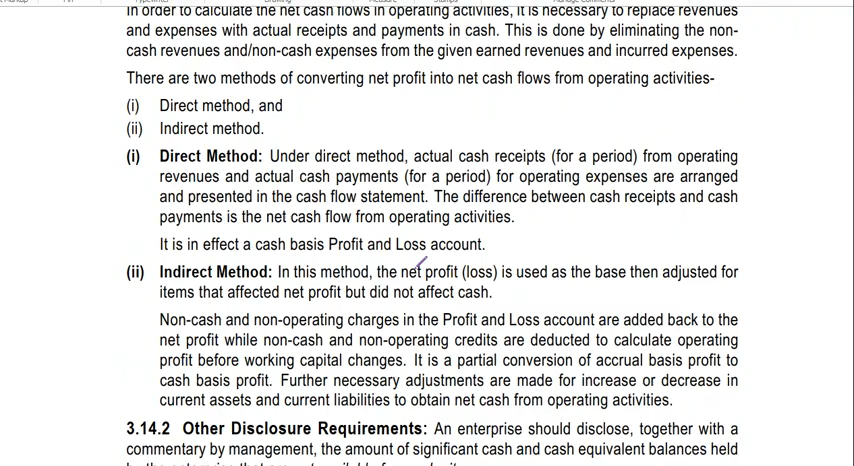 In order to calculate the net cash flows in operating activities, it is necessary to replace revenues
and expenses with actual receipts and payments in cash. This is done by eliminating the non-
cash revenues and/non-cash expenses from the given earned revenues and incurred expenses.
There are two methods of converting net profit into net cash flows from operating activities-
(i) Direct method, and
(ii) Indirect method.
(i) Direct Method: Under direct method, actual cash receipts (for a period) from operating
revenues and actual cash payments (for a period) for operating expenses are arranged
and presented in the cash flow statement. The difference between cash receipts and cash
payments is the net cash flow from operating activities.
It is in effect a cash basis Profit and Loss account.
(ii) Indirect Method: In this method, the net profit (loss) is used as the base then adjusted for
items that affected net profit but did not affect cash.
Non-cash and non-operating charges in the Profit and Loss account are added back to the
net profit while non-cash and non-operating credits are deducted to calculate operating
profit before working capital changes. It is a partial conversion of accrual basis profit to
cash basis profit. Further necessary adjustments are made for increase or decrease in
current assets and current liabilities to obtain net cash from operating activities.
3.14.2 Other Disclosure Requirements: An enterprise should disclose, together with a
commentary by management, the amount of significant cash and cash equivalent balances held